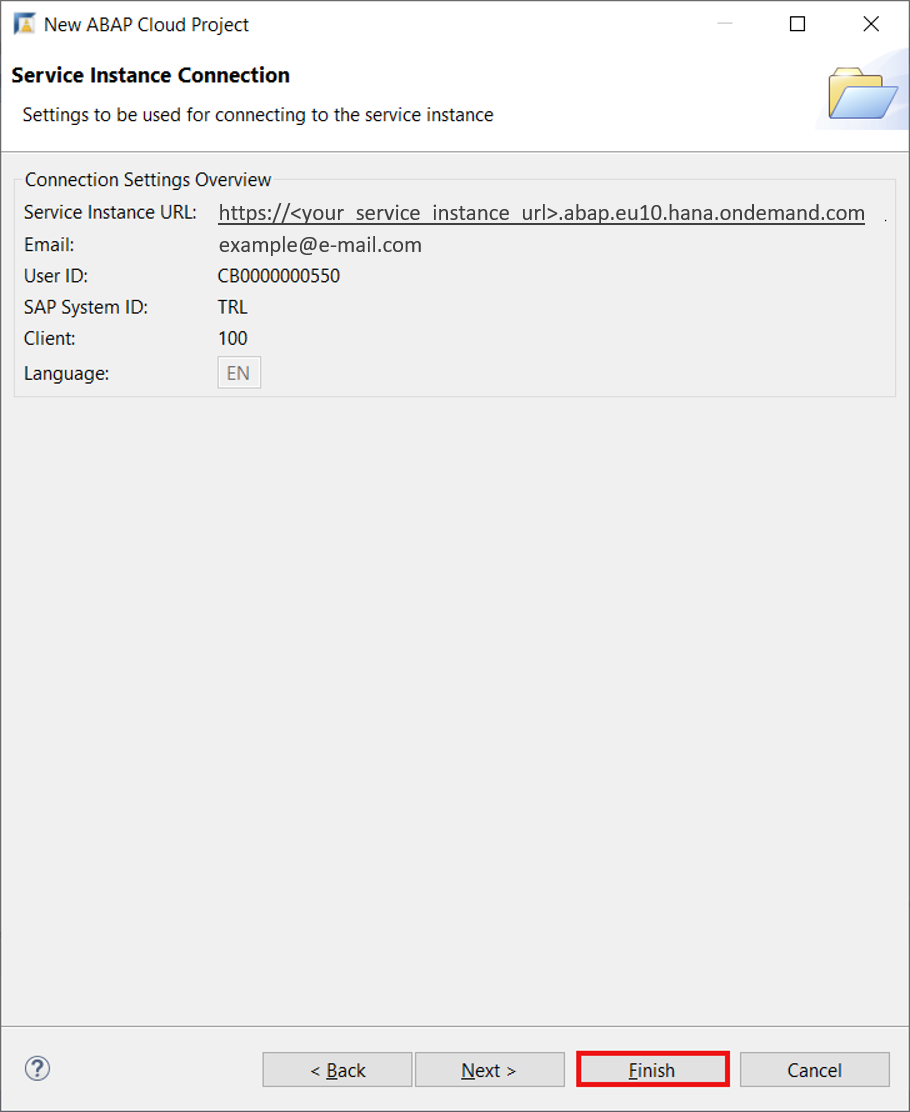 New ABAP Cloud Project
Service Instance Connection
Settings to be used for connecting to the service instance
Connection Settings Overview
Service Instance URL: https://<your_service_instance_url>.abap.eu10.hana.ondemand.com .
Email: example@e-mail.com
User ID: CB0000000550
SAP System ID: TRL
Client: 100
Language: EN
? < Back Next > Finish Cancel